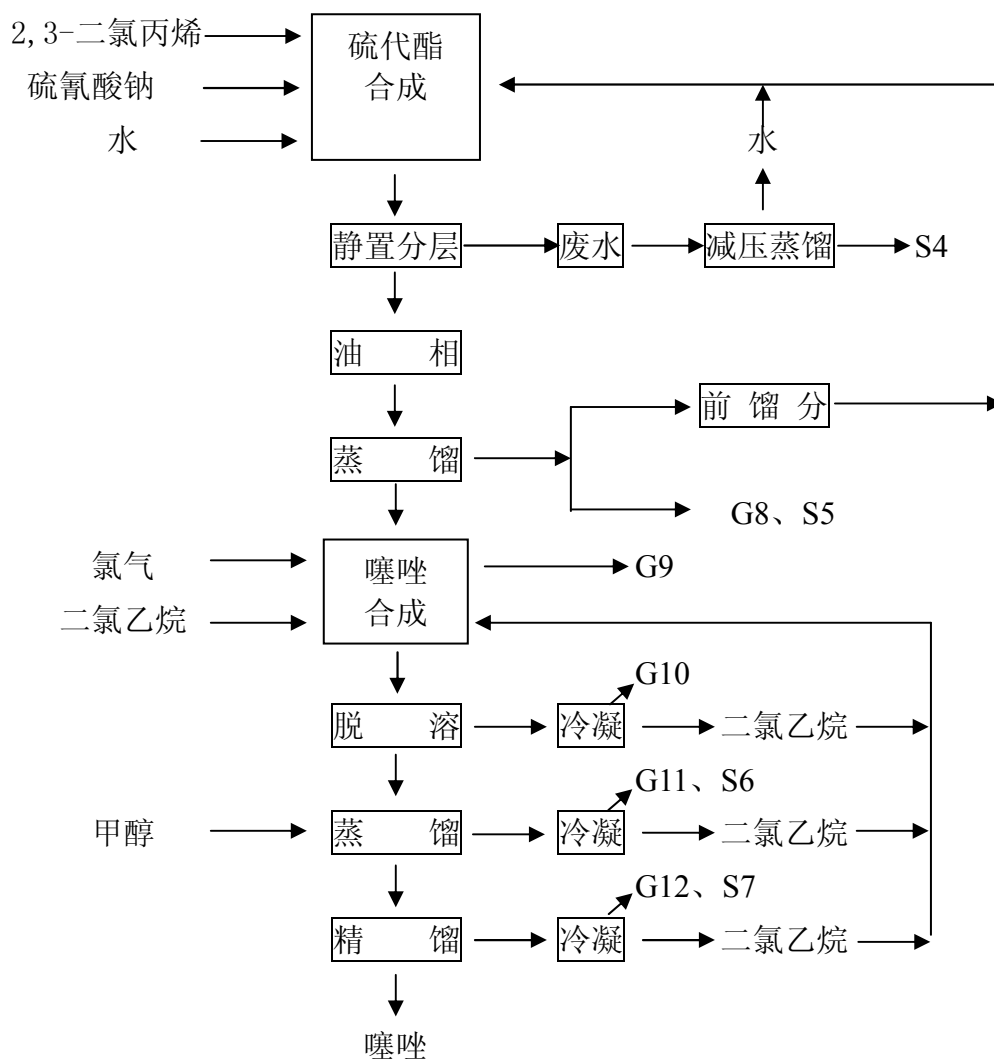 2,3-二氯丙烯
硫氰酸钠
水
硫代酯
合成
水
静置分层
废水
减压蒸馏
S4
油 相
前 馏 分
蒸 馏
G8、S5
氯气
二氯乙烷
噻唑
合成
G9
G10
脱 溶
冷凝
二氯乙烷
G11、S6
甲醇
蒸 馏
冷凝
二氯乙烷
G12、S7
精 馏
冷凝
二氯乙烷
噻唑